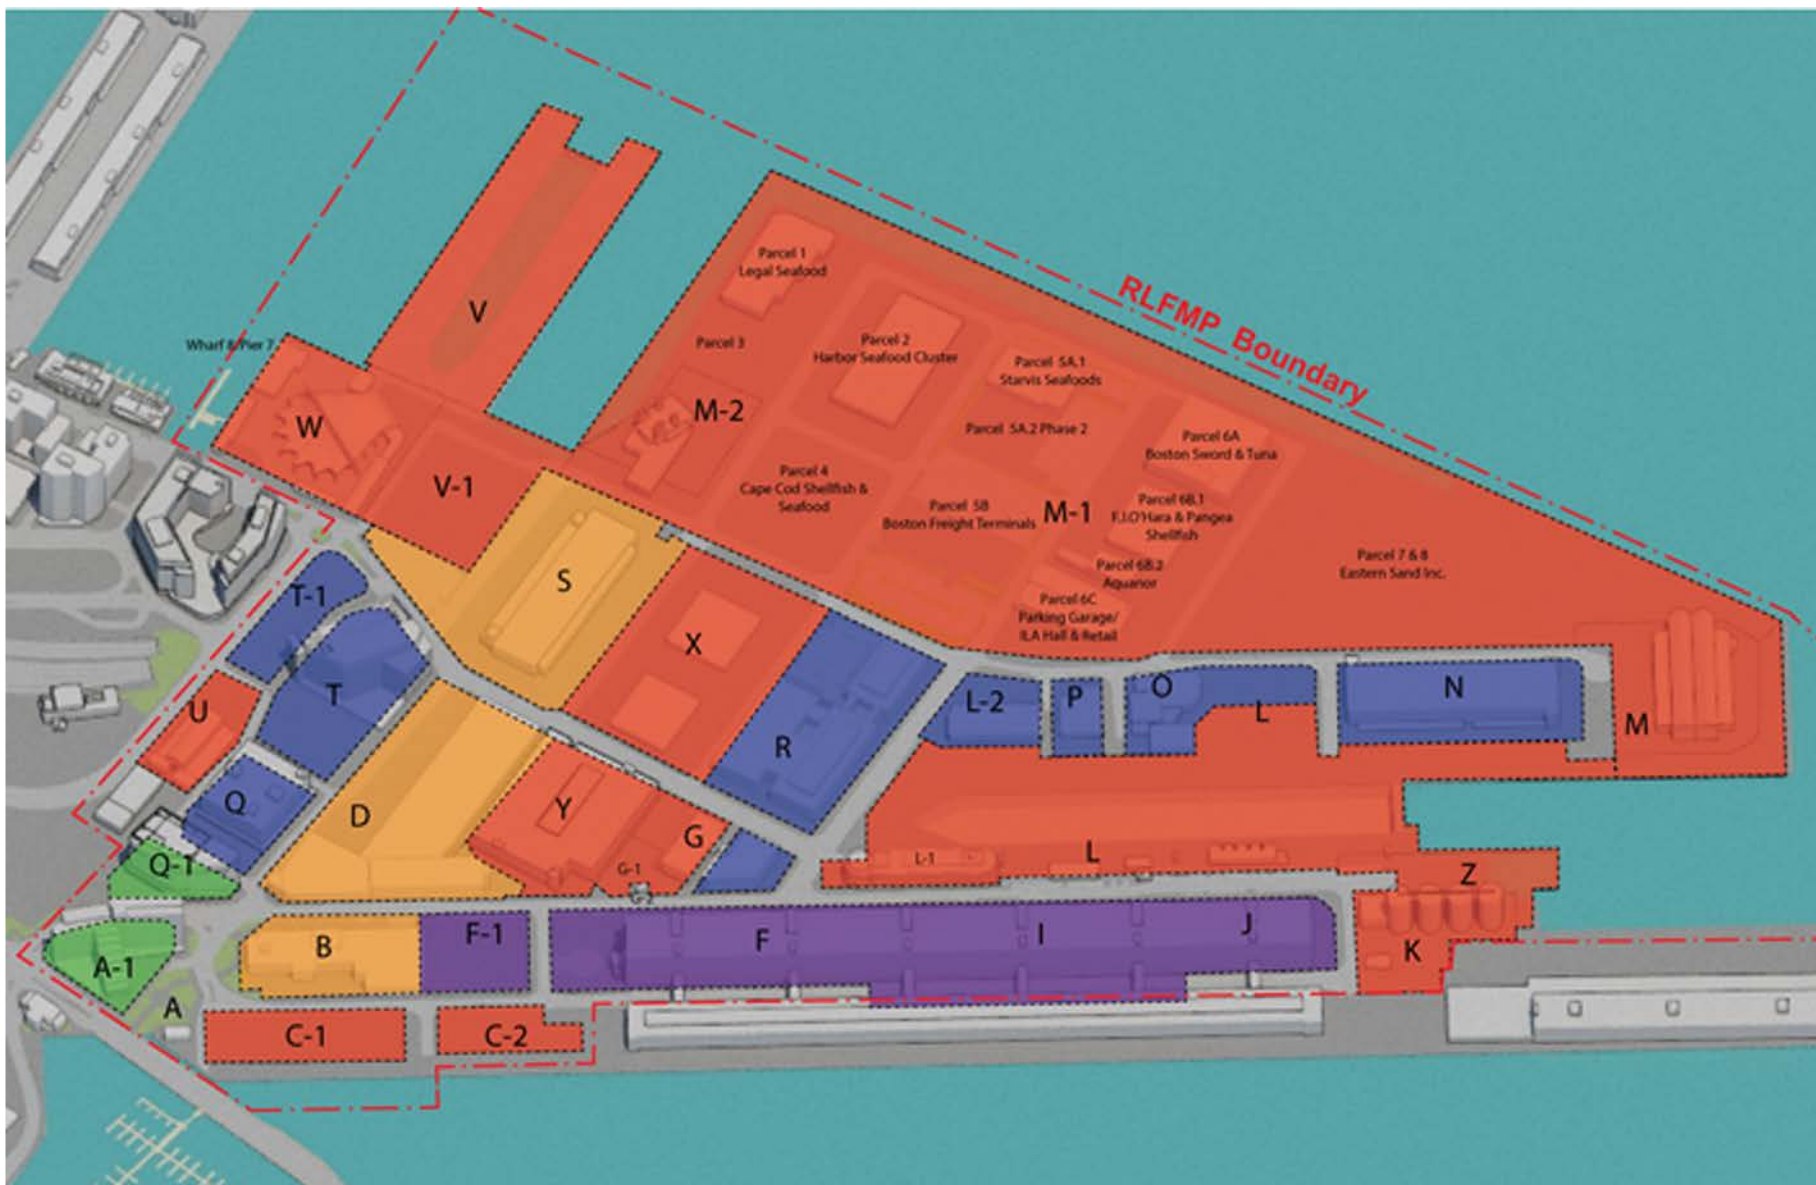 V
Parcel 1
Legal Seafood
RLFMP Boundary
Wharf 8/Pier 7
Parcel 3
Parcel 2
Harbor Seafood Cluster
Parcel 5A.1
Starvis Seafoods
W
M-2
Parcel 5A.2 Phase 2
Parcel 6A
Boston Sword & Tuna
V-1
Parcel 4
Cape Cod Shellfish &
Seafood
Parcel 5B
Boston Freight Terminals
M-1
Parcel 6B.1
F.J.O'Hara & Pangea
Shellfish
Parcel 6B.2
Aquanor
Parcel 7 & 8
Eastern Sand Inc.
S
T-1
Parcel 6C
Parking Garage/
ILA Hall & Retail
X
T
U
L-2
P
O
L
N
M
R
Q
D
Y
G
Q-1
G-1
L-1
L
Z
B
F-1
F
I
J
K
A-1
A
C-1
C-2